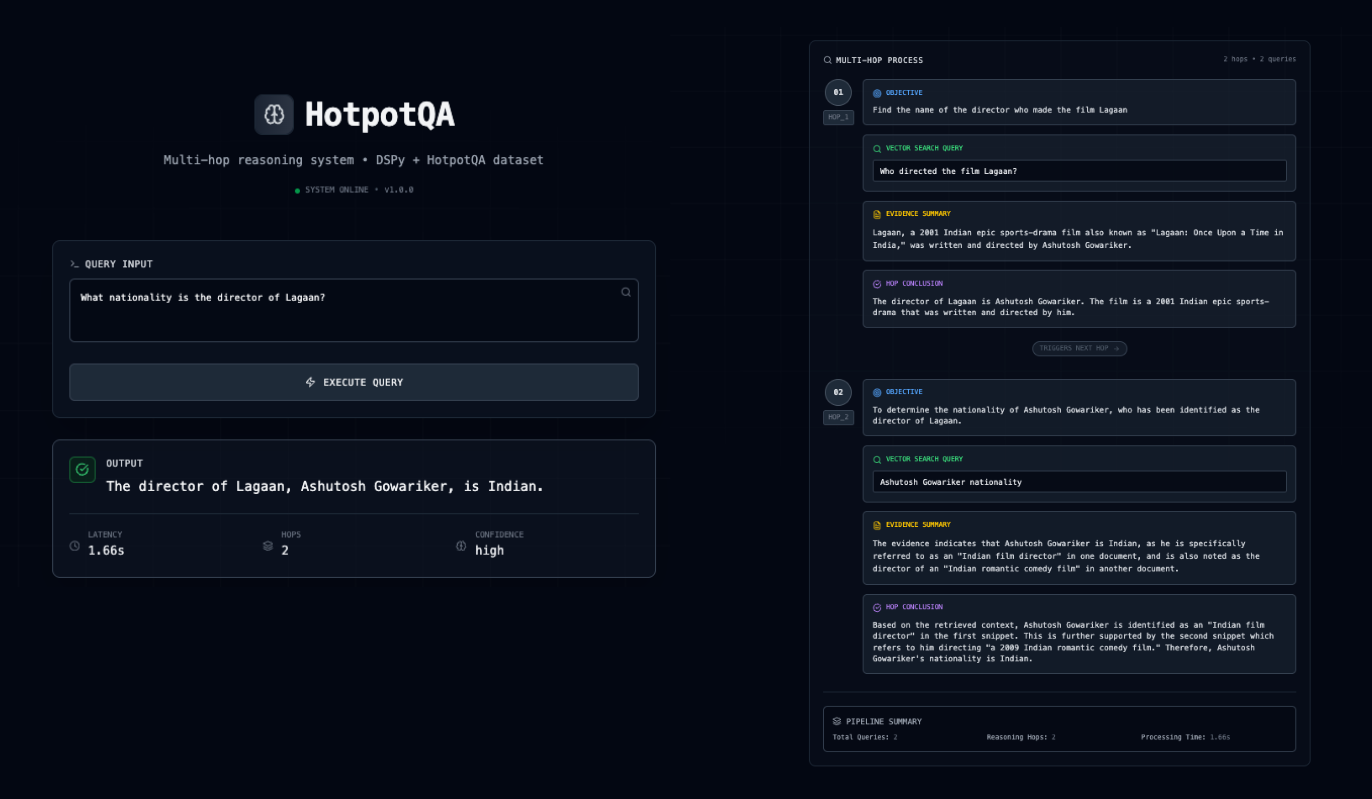 HotpotQA
Multi-hop reasoning system • DSPy + HotpotQA dataset
SYSTEM ONLINE • v1.0.0
QUERY INPUT
What nationality is the director of Lagaan?
EXECUTE QUERY
OUTPUT
The director of Lagaan, Ashutosh Gowariker, is Indian.
LATENCY
1.66s
HOPS
2
CONFIDENCE
high
MULTI-HOP PROCESS
2 hops • 2 queries
01
HOP_1
OBJECTIVE
Find the name of the director who made the film Lagaan
VECTOR SEARCH QUERY
Who directed the film Lagaan?
EVIDENCE SUMMARY
Lagaan, a 2001 Indian epic sports-drama film also known as "Lagaan: Once Upon a Time in
India," was written and directed by Ashutosh Gowariker.
HOP CONCLUSION
The director of Lagaan is Ashutosh Gowariker. The film is a 2001 Indian epic sports-
drama that was written and directed by him.
TRIGGERS NEXT HOP →
02
HOP_2
OBJECTIVE
To determine the nationality of Ashutosh Gowariker, who has been identified as the
director of Lagaan.
VECTOR SEARCH QUERY
Ashutosh Gowariker nationality
EVIDENCE SUMMARY
The evidence indicates that Ashutosh Gowariker is Indian, as he is specifically
referred to as an "Indian film director" in one document, and is also noted as the
director of an "Indian romantic comedy film" in another document.
HOP CONCLUSION
Based on the retrieved context, Ashutosh Gowariker is identified as an "Indian film
director" in the first snippet. This is further supported by the second snippet which
refers to him directing "a 2009 Indian romantic comedy film." Therefore, Ashutosh
Gowariker's nationality is Indian.
PIPELINE SUMMARY
Total Queries: 2
Reasoning Hops: 2
Processing Time: 1.66s